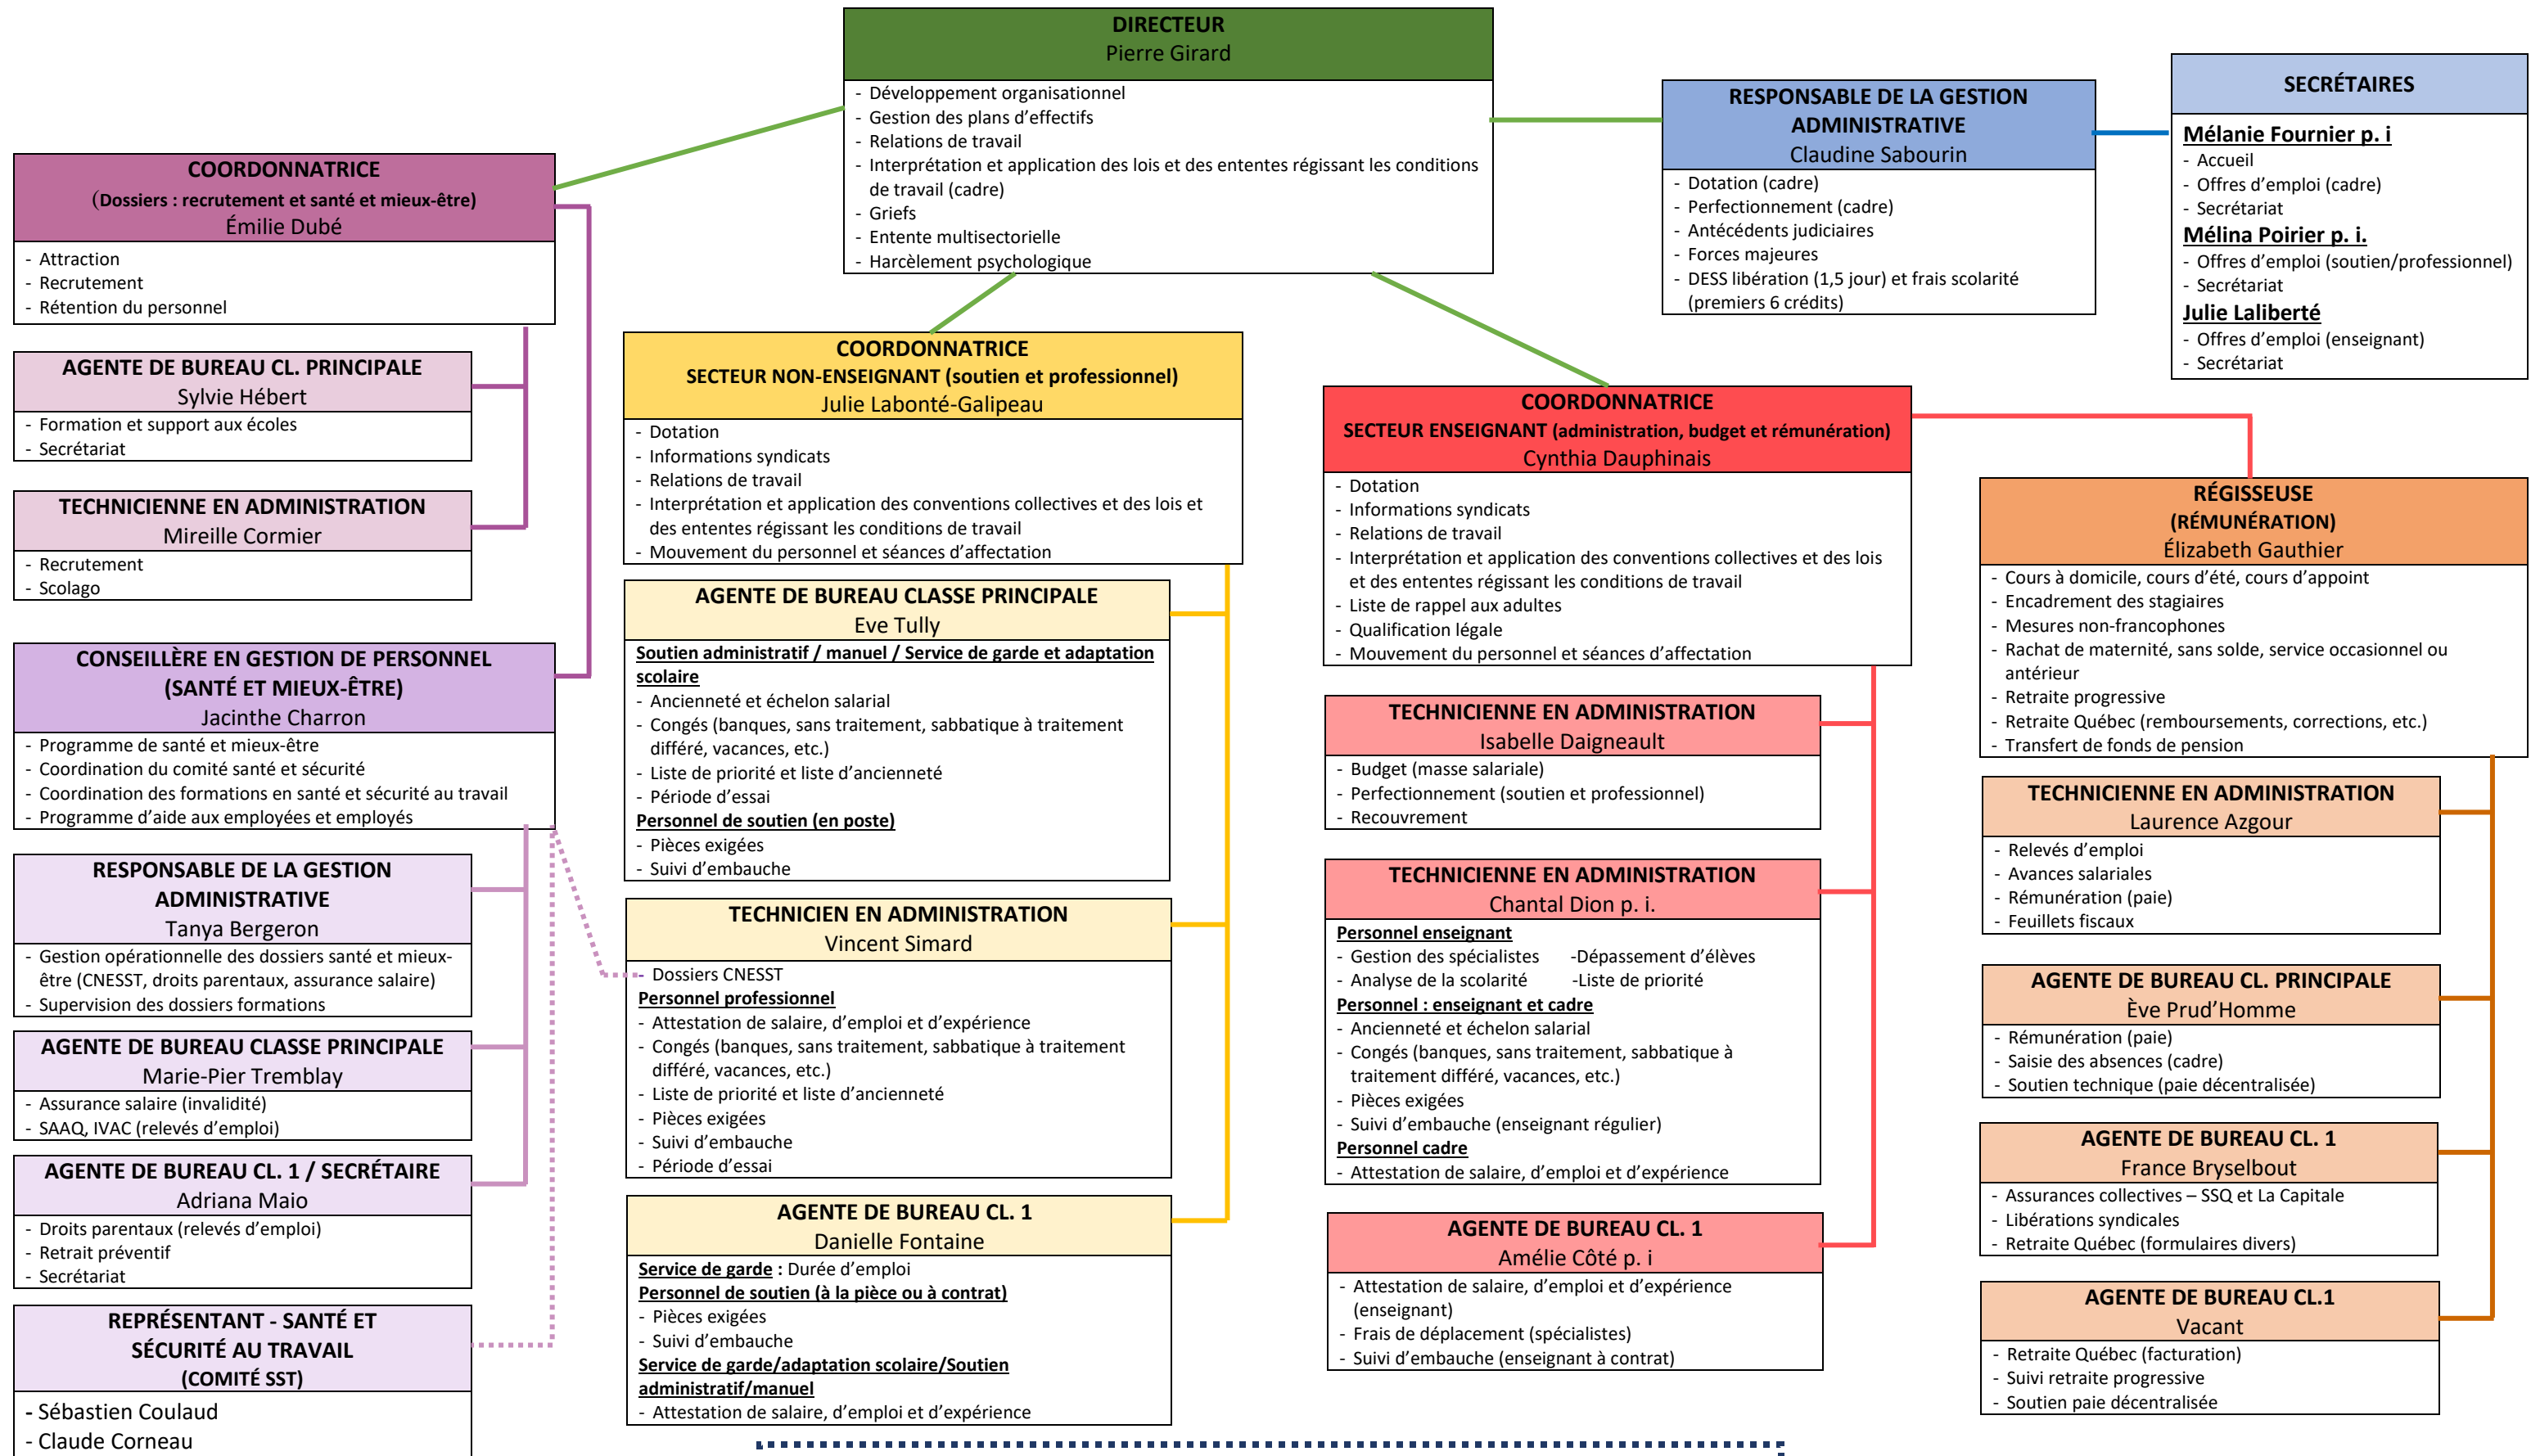 DIRECTEUR
Pierre Girard
- Développement organisationnel
- Gestion des plans d’effectifs
- Relations de travail
- Interprétation et application des lois et des ententes régissant les conditions
de travail (cadre)
- Griefs
- Entente multisectorielle
- Harcèlement psychologique
RESPONSABLE DE LA GESTION
ADMINISTRATIVE
Claudine Sabourin
- Dotation (cadre)
- Perfectionnement (cadre)
- Antécédents judiciaires
- Forces majeures
- DESS libération (1,5 jour) et frais scolarité
(premiers 6 crédits)
SECRÉTAIRES
Mélanie Fournier p. i
- Accueil
- Offres d’emploi (cadre)
- Secrétariat
Mélina Poirier p. i.
- Offres d’emploi (soutien/professionnel)
- Secrétariat
Julie Laliberté
- Offres d’emploi (enseignant)
- Secrétariat
COORDONNATRICE
(Dossiers : recrutement et santé et mieux-être)
Émilie Dubé
- Attraction
- Recrutement
- Rétention du personnel
AGENTE DE BUREAU CL. PRINCIPALE
Sylvie Hébert
- Formation et support aux écoles
- Secrétariat
TECHNICIENNE EN ADMINISTRATION
Mireille Cormier
- Recrutement
- Scolago
CONSEILLÈRE EN GESTION DE PERSONNEL
(SANTÉ ET MIEUX-ÊTRE)
Jacinthe Charron
- Programme de santé et mieux-être
- Coordination du comité santé et sécurité
- Coordination des formations en santé et sécurité au travail
- Programme d’aide aux employées et employés
RESPONSABLE DE LA GESTION
ADMINISTRATIVE
Tanya Bergeron
- Gestion opérationnelle des dossiers santé et mieux-
être (CNESST, droits parentaux, assurance salaire)
- Supervision des dossiers formations
AGENTE DE BUREAU CLASSE PRINCIPALE
Marie-Pier Tremblay
- Assurance salaire (invalidité)
- SAAQ, IVAC (relevés d’emploi)
AGENTE DE BUREAU CL. 1 / SECRÉTAIRE
Adriana Maio
- Droits parentaux (relevés d’emploi)
- Retrait préventif
- Secrétariat
REPRÉSENTANT - SANTÉ ET
SÉCURITÉ AU TRAVAIL
(COMITÉ SST)
- Sébastien Coulaud
- Claude Corneau
COORDONNATRICE
SECTEUR NON-ENSEIGNANT (soutien et professionnel)
Julie Labonté-Galipeau
- Dotation
- Informations syndicats
- Relations de travail
- Interprétation et application des conventions collectives et des lois et
des ententes régissant les conditions de travail
- Mouvement du personnel et séances d’affectation
AGENTE DE BUREAU CLASSE PRINCIPALE
Eve Tully
Soutien administratif / manuel / Service de garde et adaptation
scolaire
- Ancienneté et échelon salarial
- Congés (banques, sans traitement, sabbatique à traitement
différé, vacances, etc.)
- Liste de priorité et liste d’ancienneté
- Période d’essai
Personnel de soutien (en poste)
- Pièces exigées
- Suivi d’embauche
TECHNICIEN EN ADMINISTRATION
Vincent Simard
- Dossiers CNESST
Personnel professionnel
- Attestation de salaire, d’emploi et d’expérience
- Congés (banques, sans traitement, sabbatique à traitement
différé, vacances, etc.)
- Liste de priorité et liste d’ancienneté
- Pièces exigées
- Suivi d’embauche
- Période d’essai
AGENTE DE BUREAU CL. 1
Danielle Fontaine
Service de garde : Durée d’emploi
Personnel de soutien (à la pièce ou à contrat)
- Pièces exigées
- Suivi d’embauche
Service de garde/adaptation scolaire/Soutien
administratif/manuel
- Attestation de salaire, d’emploi et d’expérience
COORDONNATRICE
SECTEUR ENSEIGNANT (administration, budget et rémunération)
Cynthia Dauphinais
- Dotation
- Informations syndicats
- Relations de travail
- Interprétation et application des conventions collectives et des lois
et des ententes régissant les conditions de travail
- Liste de rappel aux adultes
- Qualification légale
- Mouvement du personnel et séances d’affectation
TECHNICIENNE EN ADMINISTRATION
Isabelle Daigneault
- Budget (masse salariale)
- Perfectionnement (soutien et professionnel)
- Recouvrement
TECHNICIENNE EN ADMINISTRATION
Chantal Dion p. i.
Personnel enseignant
- Gestion des spécialistes -Dépassement d’élèves
- Analyse de la scolarité -Liste de priorité
Personnel : enseignant et cadre
- Ancienneté et échelon salarial
- Congés (banques, sans traitement, sabbatique à
traitement différé, vacances, etc.)
- Pièces exigées
- Suivi d’embauche (enseignant régulier)
Personnel cadre
- Attestation de salaire, d’emploi et d’expérience
AGENTE DE BUREAU CL. 1
Amélie Côté p. i
- Attestation de salaire, d’emploi et d’expérience
(enseignant)
- Frais de déplacement (spécialistes)
- Suivi d’embauche (enseignant à contrat)
RÉGISSEUSE
(RÉMUNÉRATION)
Élizabeth Gauthier
- Cours à domicile, cours d’été, cours d’appoint
- Encadrement des stagiaires
- Mesures non-francophones
- Rachat de maternité, sans solde, service occasionnel ou
antérieur
- Retraite progressive
- Retraite Québec (remboursements, corrections, etc.)
- Transfert de fonds de pension
TECHNICIENNE EN ADMINISTRATION
Laurence Azgour
- Relevés d’emploi
- Avances salariales
- Rémunération (paie)
- Feuillets fiscaux
AGENTE DE BUREAU CL. PRINCIPALE
Ève Prud’Homme
- Rémunération (paie)
- Saisie des absences (cadre)
- Soutien technique (paie décentralisée)
AGENTE DE BUREAU CL. 1
France Bryselbout
- Assurances collectives – SSQ et La Capitale
- Libérations syndicales
- Retraite Québec (formulaires divers)
AGENTE DE BUREAU CL.1
Vacant
- Retraite Québec (facturation)
- Suivi retraite progressive
- Soutien paie décentralisée